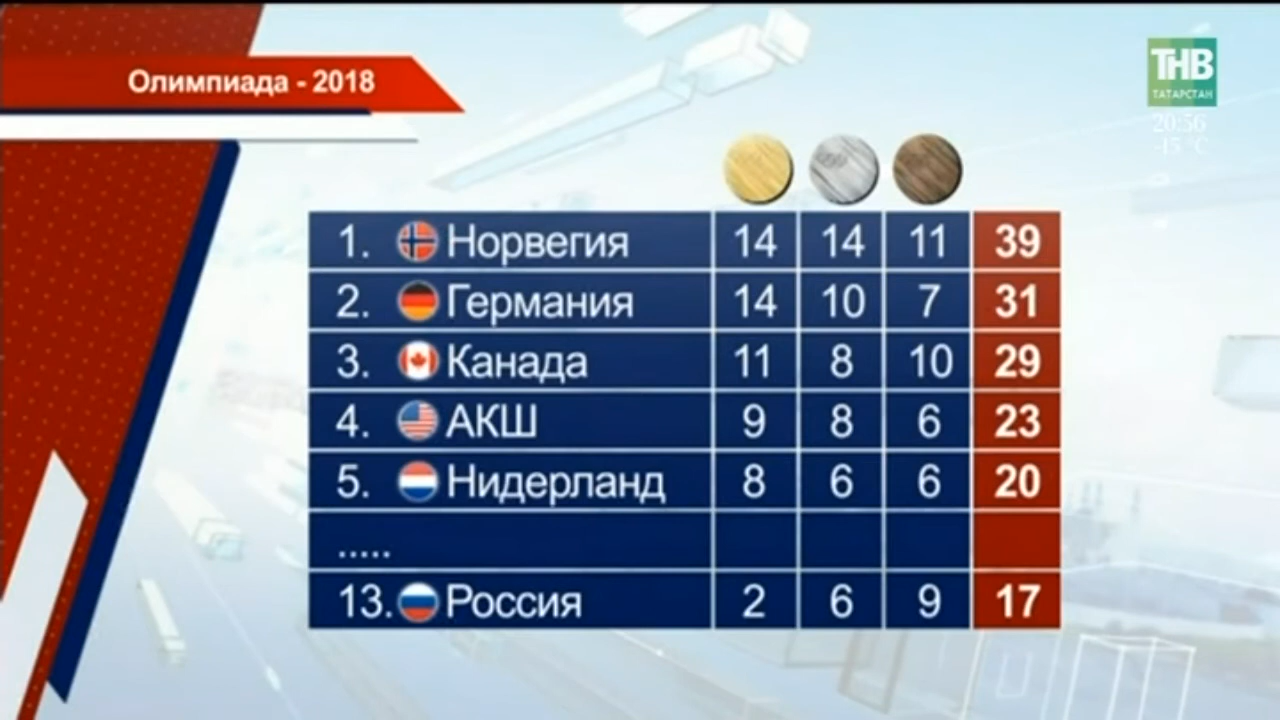 Олимпиада - 2018
ТНВ
ТАТАРСТАН
20:56
-15 °C
1. Норвегия 14 14 11 39
2. Германия 14 10 7 31
3. Канада 11 8 10 29
4. АКШ 9 8 6 23
5. Нидерланд 8 6 6 20
.....
13. Россия 2 6 9 17